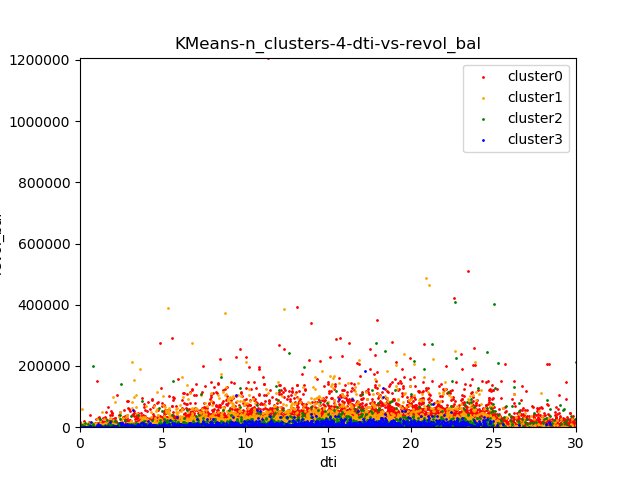 KMeans-n_clusters-4-dti-vs-revol_bal
1200000
1000000
800000
600000
400000
200000
0
0 5 10 15 20 25 30
dti
cluster0
cluster1
cluster2
cluster3